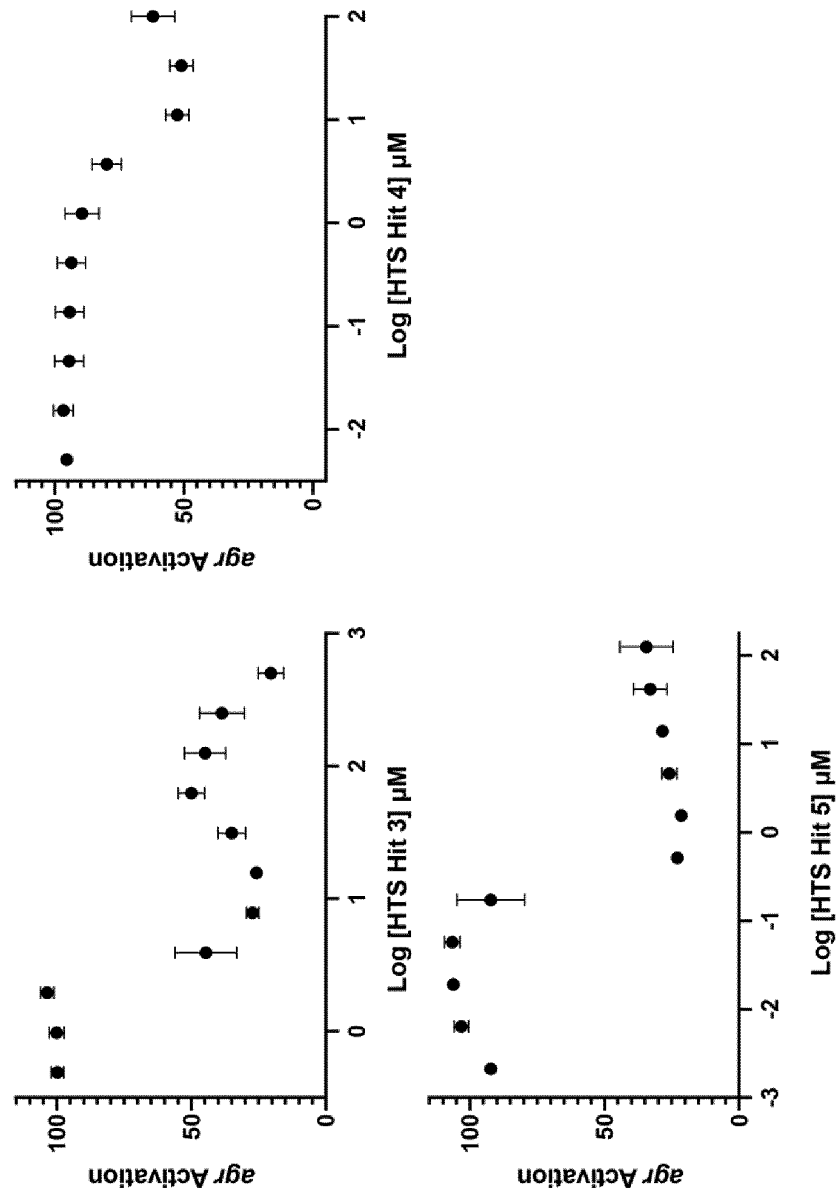 agr Activation
100
50
0
0 1 2 3
Log [HTS Hit 3] µM
agr Activation
100
50
0
-2 -1 0 1 2
Log [HTS Hit 4] µM
agr Activation
100
50
0
-3 -2 -1 0 1 2
Log [HTS Hit 5] µM